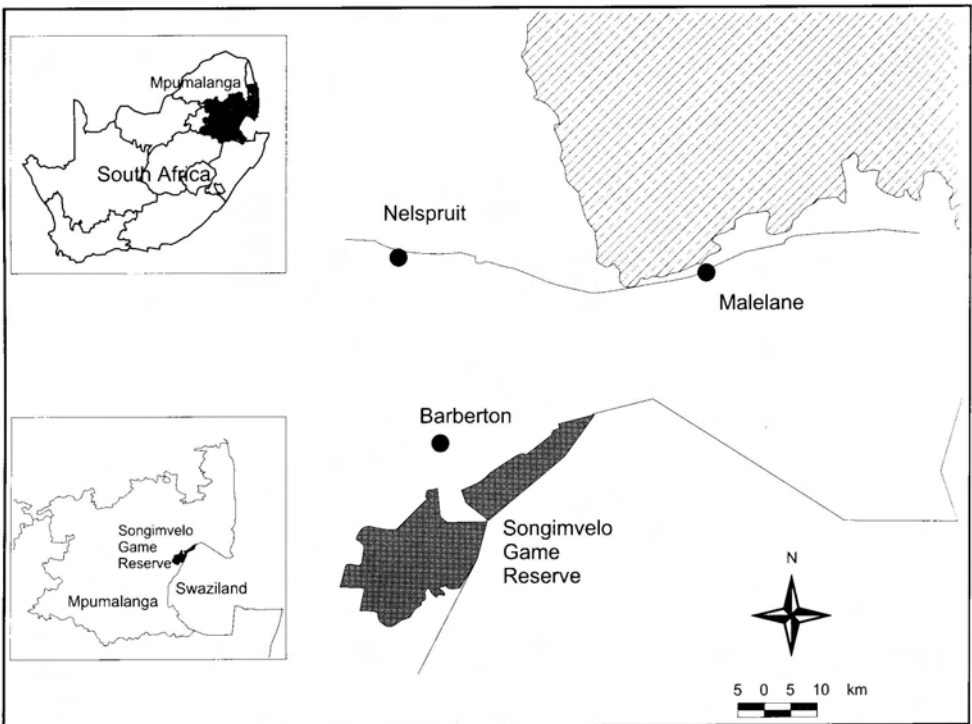 Mpumalanga
South Africa
Nelspruit
Malelane
Barberton
Songimvelo
Game
Reserve
Songimvelo
Game
Reserve
Swaziland
Mpumalanga
N
5 0 5 10 km